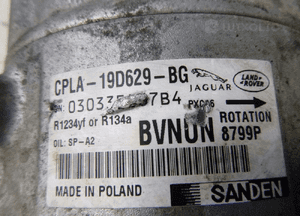 CPLA-19D629-BG
JAGUAR
LAND-
ROVER
PXC06
R1234yf or R134a
ROTATION
OIL: SP-A2
BVNUN
8799P
MADE IN POLAND
SANDEN